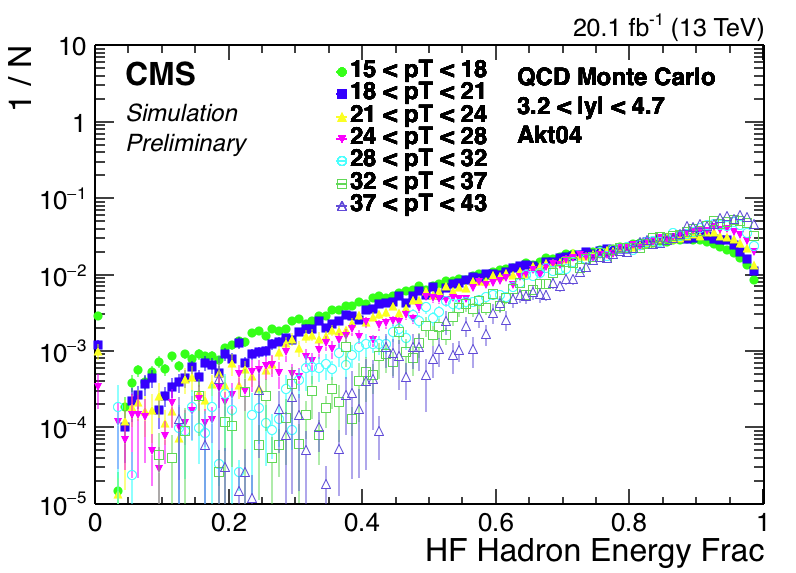 20.1 fb⁻¹ (13 TeV)
1 / N
CMS
Simulation
Preliminary
15 < pT < 18
18 < pT < 21
21 < pT < 24
24 < pT < 28
28 < pT < 32
32 < pT < 37
37 < pT < 43
QCD Monte Carlo
3.2 < |y| < 4.7
Akt04
10
1
10⁻¹
10⁻²
10⁻³
10⁻⁴
10⁻⁵
0 0.2 0.4 0.6 0.8 1
HF Hadron Energy Frac